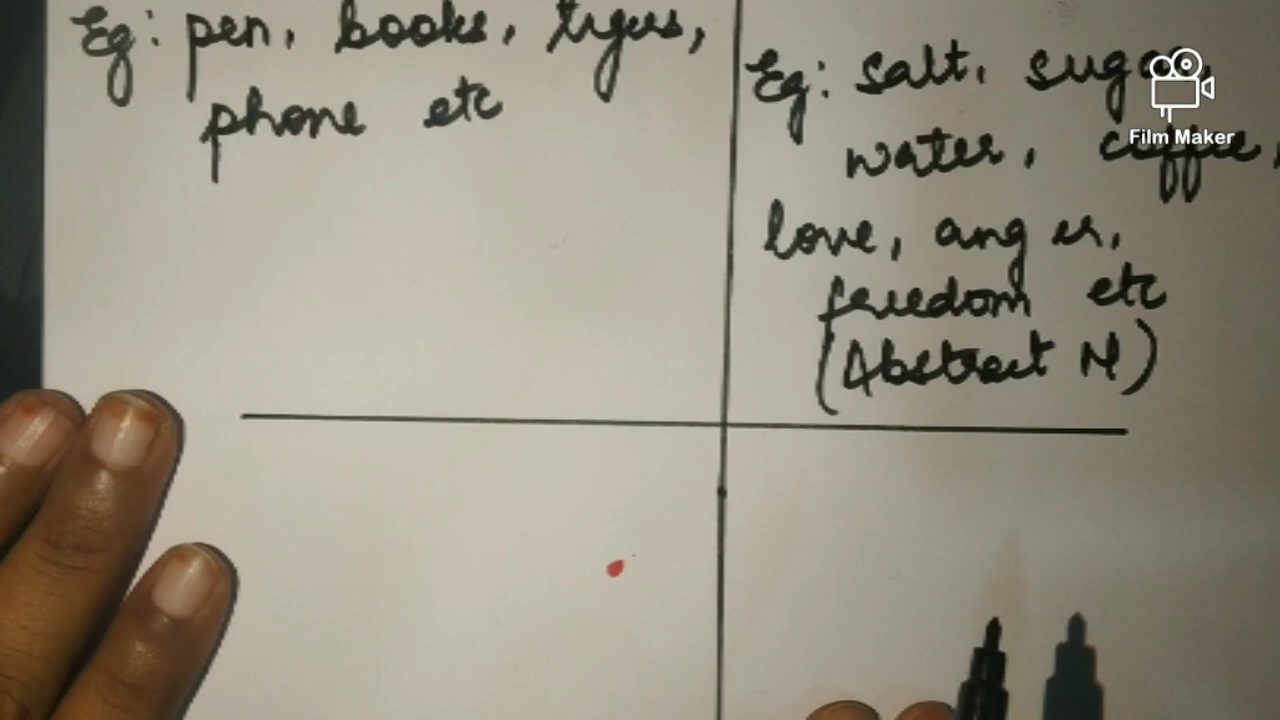 Eg: pen, books, tigers,
phone etc
Eg: salt, sugar,
water, coffee,
love, anger,
freedom etc
(Abstract N)
Film Maker